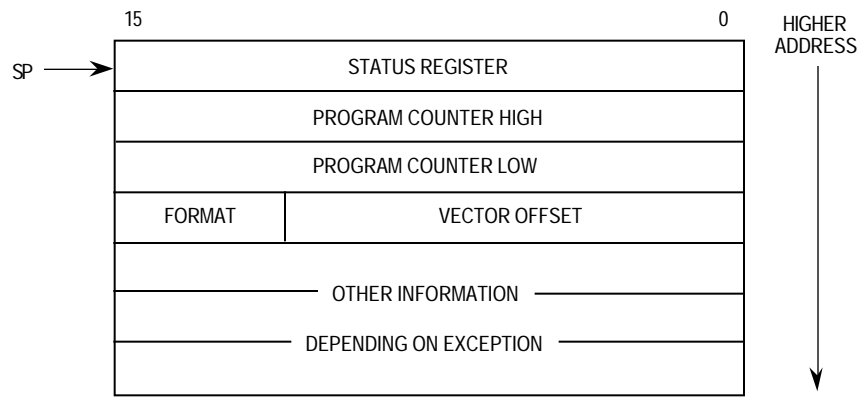 15
0
HIGHER
ADDRESS
SP
STATUS REGISTER
PROGRAM COUNTER HIGH
PROGRAM COUNTER LOW
FORMAT
VECTOR OFFSET
OTHER INFORMATION
DEPENDING ON EXCEPTION